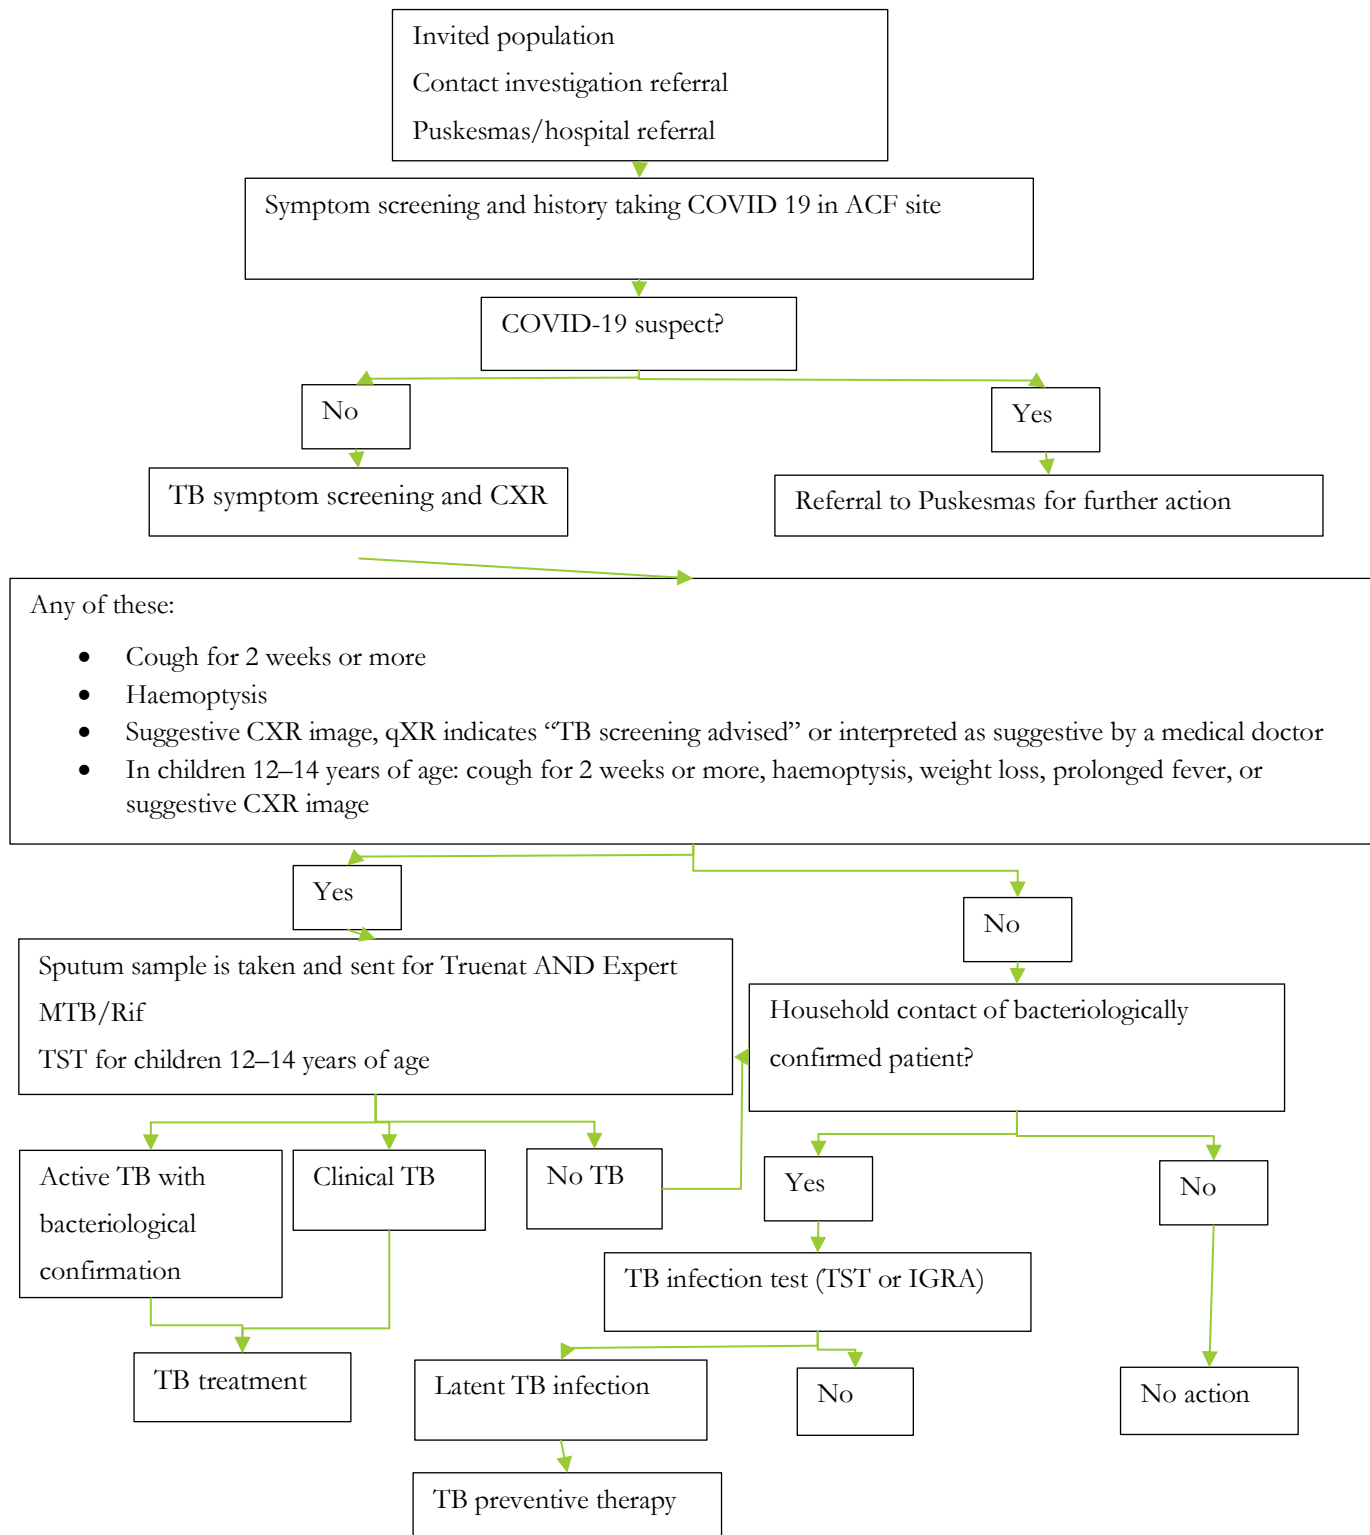 Invited population
Contact investigation referral
Puskesmas/hospital referral
Symptom screening and history taking COVID 19 in ACF site
COVID-19 suspect?
No
Yes
TB symptom screening and CXR
Referral to Puskesmas for further action
Any of these:
• Cough for 2 weeks or more
• Haemoptysis
• Suggestive CXR image, qXR indicates “TB screening advised” or interpreted as suggestive by a medical doctor
• In children 12–14 years of age: cough for 2 weeks or more, haemoptysis, weight loss, prolonged fever, or
suggestive CXR image
Yes
No
Sputum sample is taken and sent for Truenat AND Expert
MTB/Rif
TST for children 12–14 years of age
Household contact of bacteriologically
confirmed patient?
Active TB with
bacteriological
confirmation
Clinical TB
No TB
Yes
No
TB infection test (TST or IGRA)
TB treatment
Latent TB infection
No
No action
TB preventive therapy